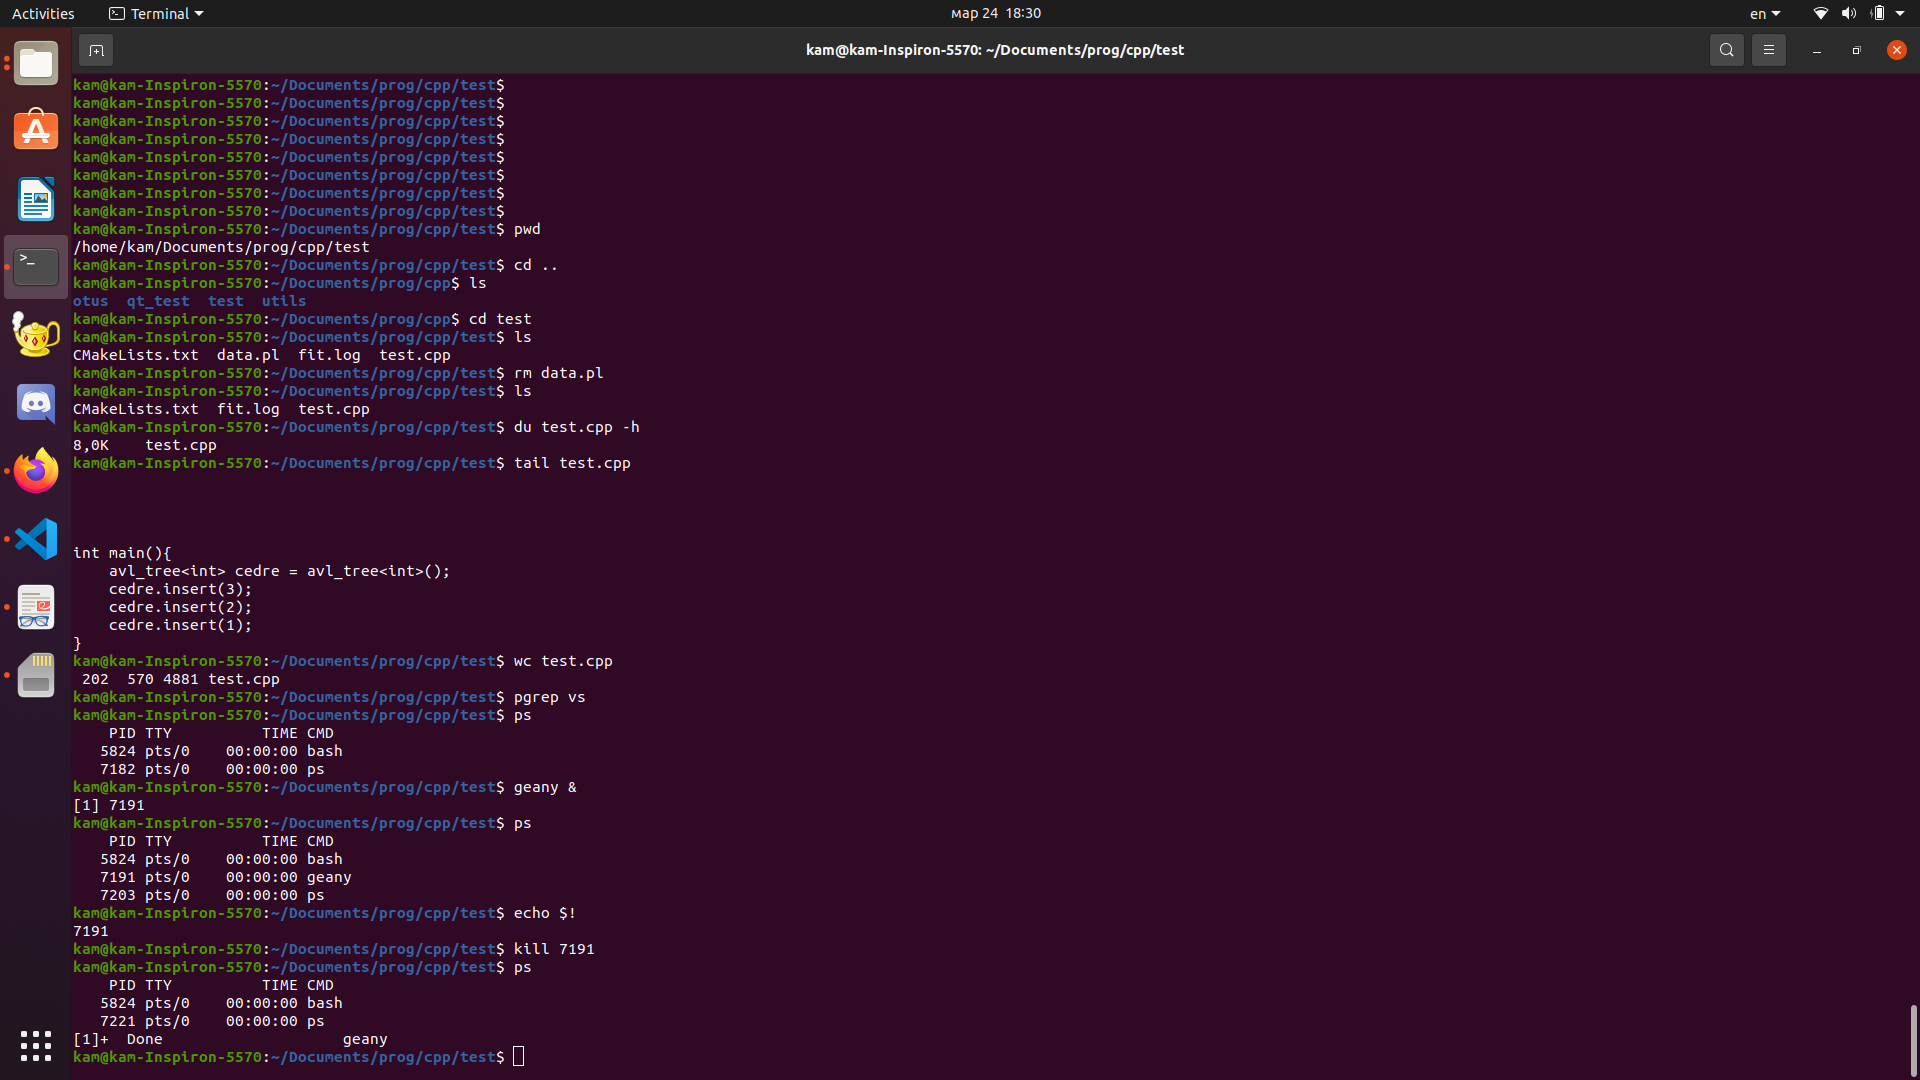 Activities Terminal мар 24 18:30 en
kam@kam-Inspiron-5570: ~/Documents/prog/cpp/test
kam@kam-Inspiron-5570:~/Documents/prog/cpp/test$
kam@kam-Inspiron-5570:~/Documents/prog/cpp/test$
kam@kam-Inspiron-5570:~/Documents/prog/cpp/test$
kam@kam-Inspiron-5570:~/Documents/prog/cpp/test$
kam@kam-Inspiron-5570:~/Documents/prog/cpp/test$
kam@kam-Inspiron-5570:~/Documents/prog/cpp/test$
kam@kam-Inspiron-5570:~/Documents/prog/cpp/test$
kam@kam-Inspiron-5570:~/Documents/prog/cpp/test$
kam@kam-Inspiron-5570:~/Documents/prog/cpp/test$ pwd
/home/kam/Documents/prog/cpp/test
kam@kam-Inspiron-5570:~/Documents/prog/cpp/test$ cd ..
kam@kam-Inspiron-5570:~/Documents/prog/cpp$ ls
otus  qt_test  test  utils
kam@kam-Inspiron-5570:~/Documents/prog/cpp$ cd test
kam@kam-Inspiron-5570:~/Documents/prog/cpp/test$ ls
CMakeLists.txt  data.pl  fit.log  test.cpp
kam@kam-Inspiron-5570:~/Documents/prog/cpp/test$ rm data.pl
kam@kam-Inspiron-5570:~/Documents/prog/cpp/test$ ls
CMakeLists.txt  fit.log  test.cpp
kam@kam-Inspiron-5570:~/Documents/prog/cpp/test$ du test.cpp -h
8,0K    test.cpp
kam@kam-Inspiron-5570:~/Documents/prog/cpp/test$ tail test.cpp
int main(){
    avl_tree<int> cedre = avl_tree<int>();
    cedre.insert(3);
    cedre.insert(2);
    cedre.insert(1);
}
kam@kam-Inspiron-5570:~/Documents/prog/cpp/test$ wc test.cpp
 202  570 4881 test.cpp
kam@kam-Inspiron-5570:~/Documents/prog/cpp/test$ pgrep vs
kam@kam-Inspiron-5570:~/Documents/prog/cpp/test$ ps
    PID TTY          TIME CMD
   5824 pts/0    00:00:00 bash
   7182 pts/0    00:00:00 ps
kam@kam-Inspiron-5570:~/Documents/prog/cpp/test$ geany &
[1] 7191
kam@kam-Inspiron-5570:~/Documents/prog/cpp/test$ ps
    PID TTY          TIME CMD
   5824 pts/0    00:00:00 bash
   7191 pts/0    00:00:00 geany
   7203 pts/0    00:00:00 ps
kam@kam-Inspiron-5570:~/Documents/prog/cpp/test$ echo $!
7191
kam@kam-Inspiron-5570:~/Documents/prog/cpp/test$ kill 7191
kam@kam-Inspiron-5570:~/Documents/prog/cpp/test$ ps
    PID TTY          TIME CMD
   5824 pts/0    00:00:00 bash
   7221 pts/0    00:00:00 ps
[1]+  Done                    geany
kam@kam-Inspiron-5570:~/Documents/prog/cpp/test$